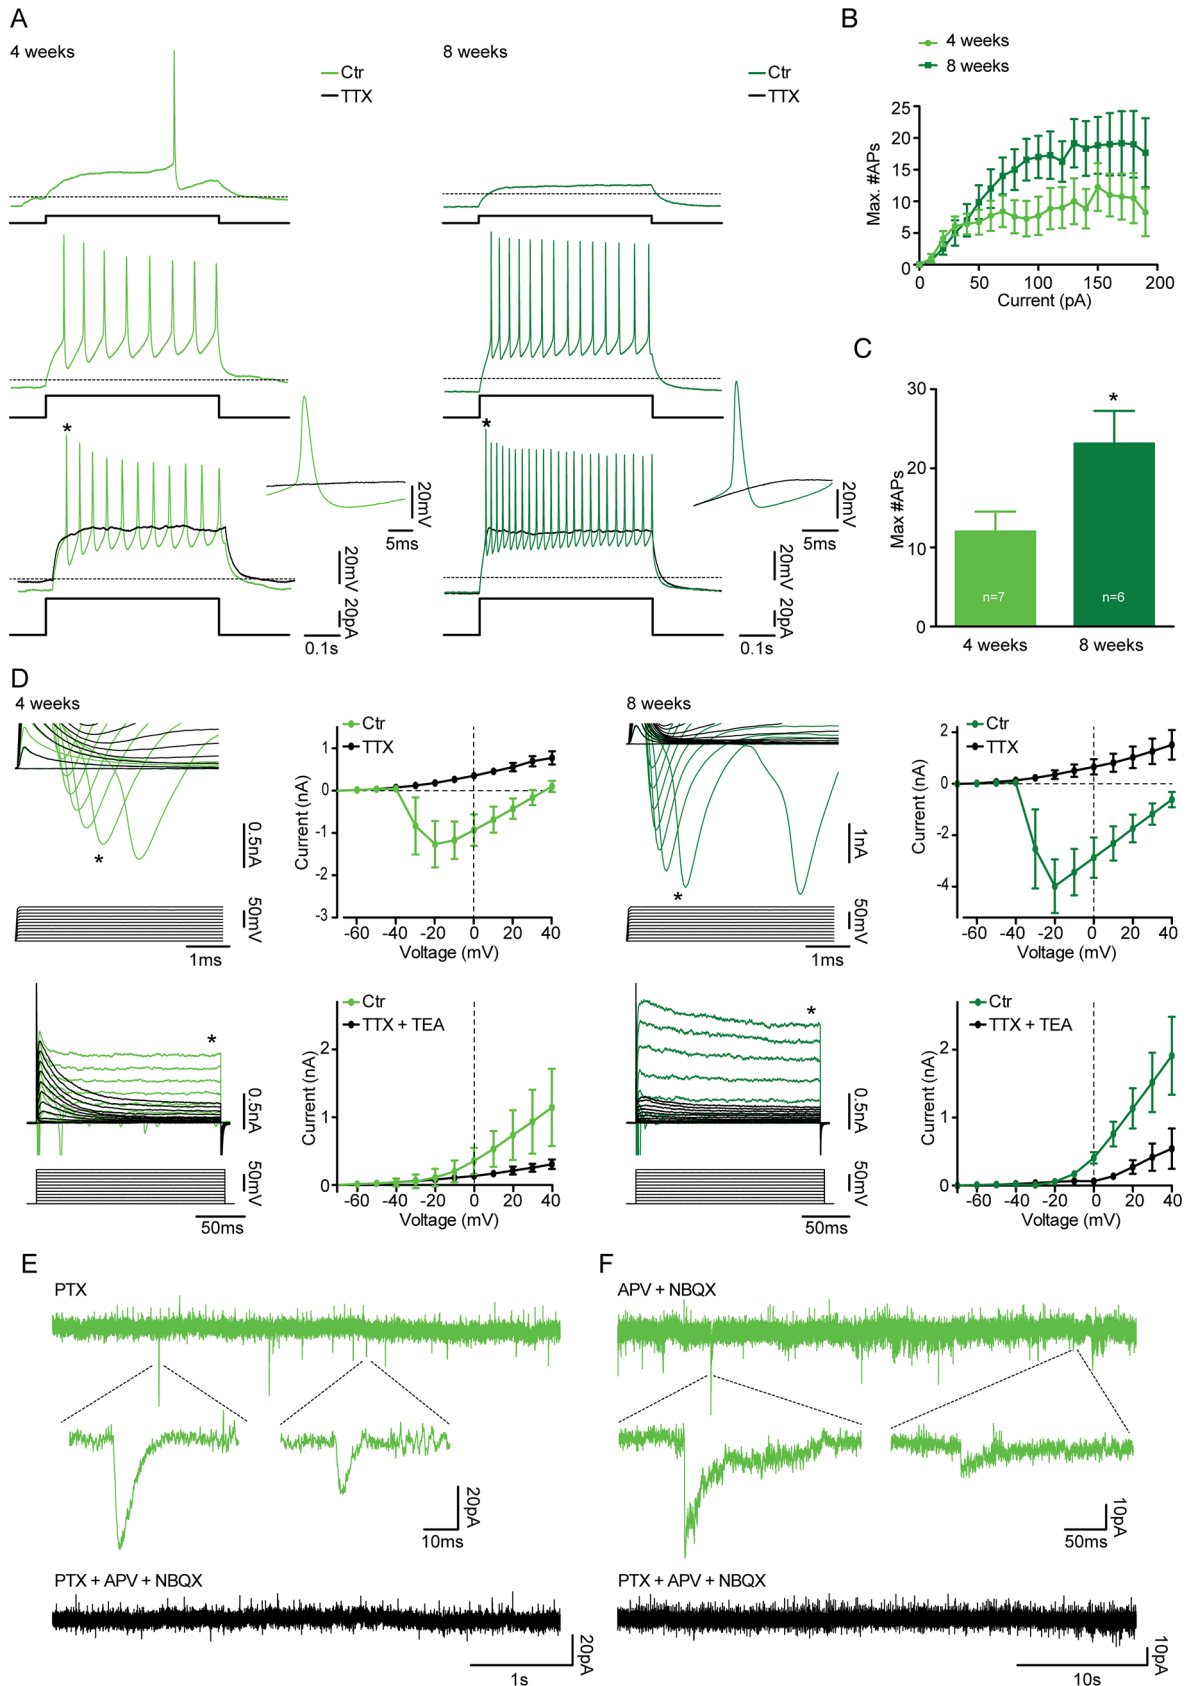 A
4 weeks
Ctr
TTX
8 weeks
Ctr
TTX
*
20mV
5ms
20mV
20pA
0.1s
*
20mV
5ms
20mV
20pA
0.1s
B
4 weeks
8 weeks
Max. #APs
25
20
15
10
5
0
0 50 100 150 200
Current (pA)
C
Max #APs
30
20
10
0
*
n=7
n=6
4 weeks 8 weeks
D
4 weeks
*
0.5nA
50mV
1ms
Ctr
TTX
Current (nA)
1
0
-1
-2
-3
-60 -40 -20 0 20 40
Voltage (mV)
8 weeks
*
1nA
50mV
1ms
Ctr
TTX
Current (nA)
2
0
-2
-4
-60 -40 -20 0 20 40
Voltage (mV)
*
0.5nA
50mV
50ms
Ctr
TTX + TEA
Current (nA)
2
1
0
-60 -40 -20 0 20 40
Voltage (mV)
*
0.5nA
50mV
50ms
Ctr
TTX + TEA
Current (nA)
2
1
0
-60 -40 -20 0 20 40
Voltage (mV)
E
PTX
20pA
10ms
PTX + APV + NBQX
20pA
1s
F
APV + NBQX
10pA
50ms
PTX + APV + NBQX
10pA
10s